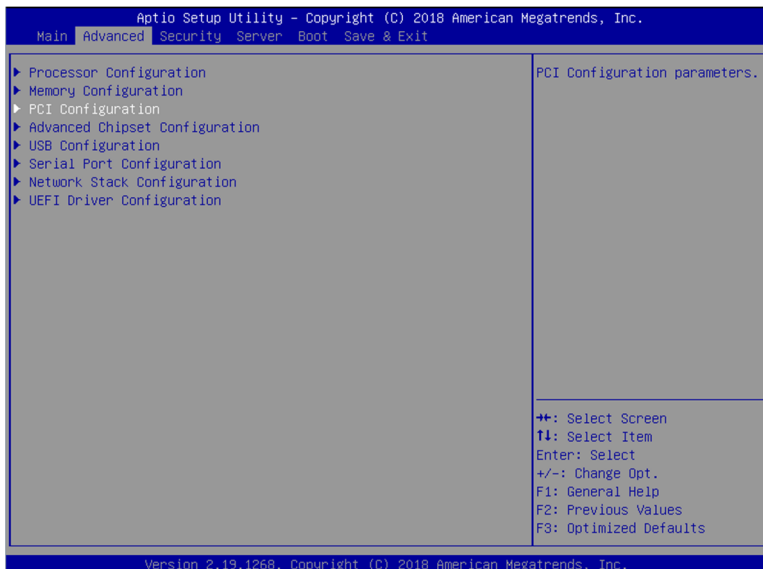 Aptio Setup Utility – Copyright (C) 2018 American Megatrends, Inc.
Main Advanced Security Server Boot Save & Exit
Processor Configuration
Memory Configuration
PCI Configuration
Advanced Chipset Configuration
USB Configuration
Serial Port Configuration
Network Stack Configuration
UEFI Driver Configuration
PCI Configuration parameters.
→←: Select Screen
↑↓: Select Item
Enter: Select
+/-: Change Opt.
F1: General Help
F2: Previous Values
F3: Optimized Defaults
Version 2.19.1268. Copyright (C) 2018 American Megatrends, Inc.